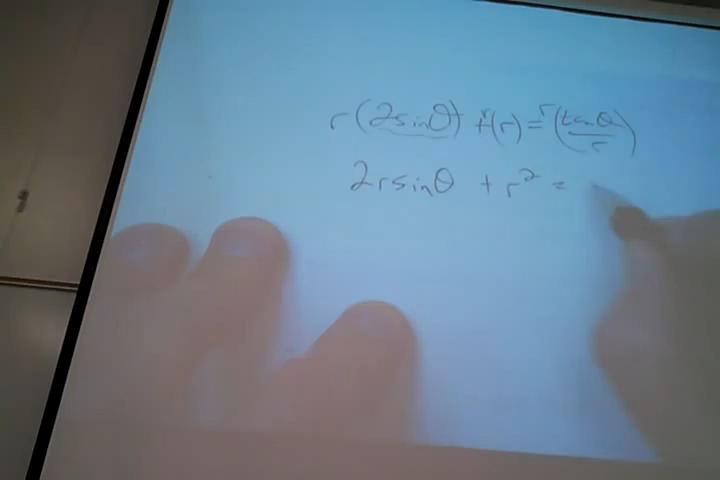 r(2sinθ) + r(r) = r(tanθ/r)
2rsinθ + r² =